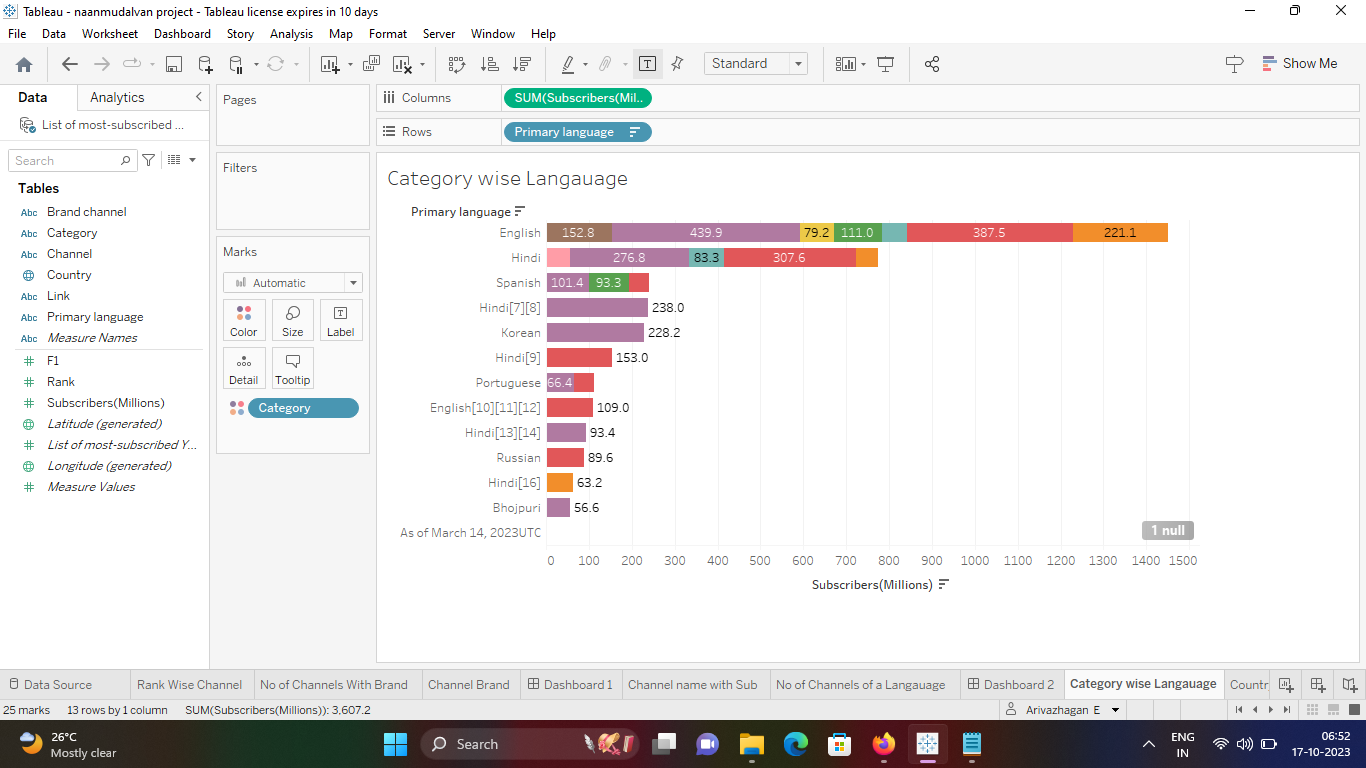 Tableau - naanmudalvan project - Tableau license expires in 10 days
File Data Worksheet Dashboard Story Analysis Map Format Server Window Help
Standard
Show Me
Data Analytics
List of most-subscribed ...
Search
Tables
Abc Brand channel
Abc Category
Abc Channel
Country
Abc Link
Abc Primary language
Abc Measure Names
F1
Rank
Subscribers(Millions)
Latitude (generated)
List of most-subscribed Y...
Longitude (generated)
Measure Values
Pages
Filters
Marks
Automatic
Color Size Label
Detail Tooltip
Category
Columns SUM(Subscribers(Mil..
Rows Primary language
Category wise Langauage
Primary language
English 152.8 439.9 79.2 111.0 387.5 221.1
Hindi 276.8 83.3 307.6
Spanish 101.4 93.3
Hindi[7][8] 238.0
Korean 228.2
Hindi[9] 153.0
Portuguese 66.4
English[10][11][12] 109.0
Hindi[13][14] 93.4
Russian 89.6
Hindi[16] 63.2
Bhojpuri 56.6
As of March 14, 2023UTC
1 null
0 100 200 300 400 500 600 700 800 900 1000 1100 1200 1300 1400 1500
Subscribers(Millions)
Data Source Rank Wise Channel No of Channels With Brand Channel Brand Dashboard 1 Channel name with Sub No of Channels of a Langauage Dashboard 2 Category wise Langauage Countr
25 marks 13 rows by 1 column SUM(Subscribers(Millions)): 3,607.2 Arivazhagan E
26°C
Mostly clear
Search
ENG
IN
06:52
17-10-2023